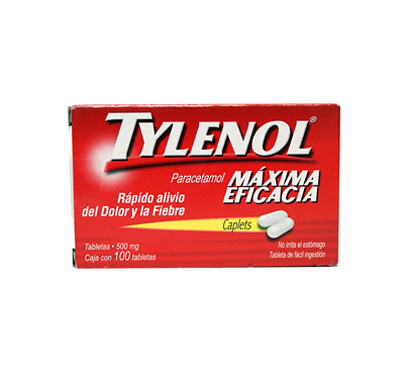 TYLENOL®
Paracetamol
MÁXIMA
EFICACIA
Rápido alivio
del Dolor y la Fiebre
Caplets
Tabletas • 500 mg
Caja con 100 tabletas
No irrita el estómago
Tableta de fácil ingestión